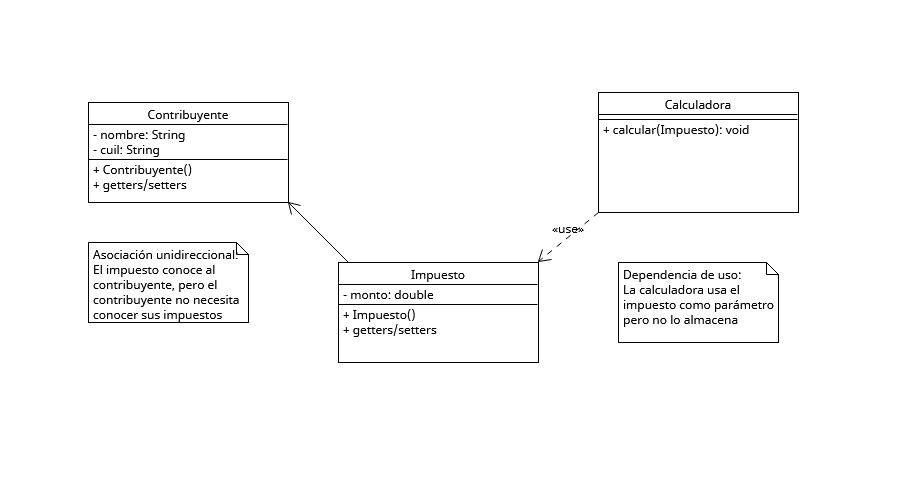 Contribuyente
- nombre: String
- cuil: String
+ Contribuyente()
+ getters/setters
Calculadora
+ calcular(Impuesto): void
«use»
Asociación unidireccional:
El impuesto conoce al
contribuyente, pero el
contribuyente no necesita
conocer sus impuestos
Impuesto
- monto: double
+ Impuesto()
+ getters/setters
Dependencia de uso:
La calculadora usa el
impuesto como parámetro
pero no lo almacena